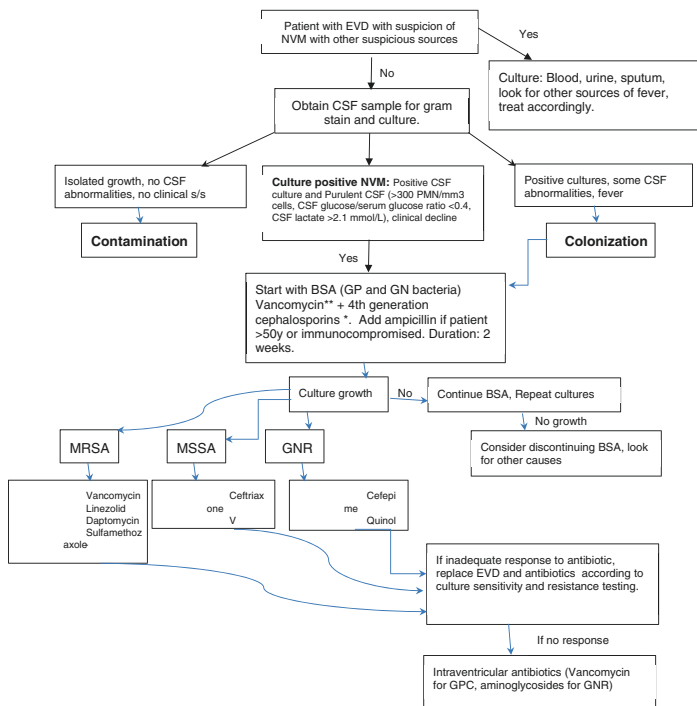 Patient with EVD with suspicion of
NVM with other suspicious sources
Yes
No
Culture: Blood, urine, sputum,
look for other sources of fever,
treat accordingly.
Obtain CSF sample for gram
stain and culture.
Isolated growth, no CSF
abnormalities, no clinical s/s
Culture positive NVM: Positive CSF
culture and Purulent CSF (>300 PMN/mm3
cells, CSF glucose/serum glucose ratio <0.4,
CSF lactate >2.1 mmol/L), clinical decline
Positive cultures, some CSF
abnormalities, fever
Contamination
Colonization
Yes
Start with BSA (GP and GN bacteria)
Vancomycin** + 4th generation
cephalosporins *. Add ampicillin if patient
>50y or immunocompromised. Duration: 2
weeks.
Culture growth
No
Continue BSA, Repeat cultures
No growth
Consider discontinuing BSA, look
for other causes
MRSA
MSSA
GNR
Vancomycin
Linezolid
Daptomycin
Sulfamethoz
axole
Ceftriax
one
V
Cefepi
me
Quinol
If inadequate response to antibiotic,
replace EVD and antibiotics according to
culture sensitivity and resistance testing.
If no response
Intraventricular antibiotics (Vancomycin
for GPC, aminoglycosides for GNR)